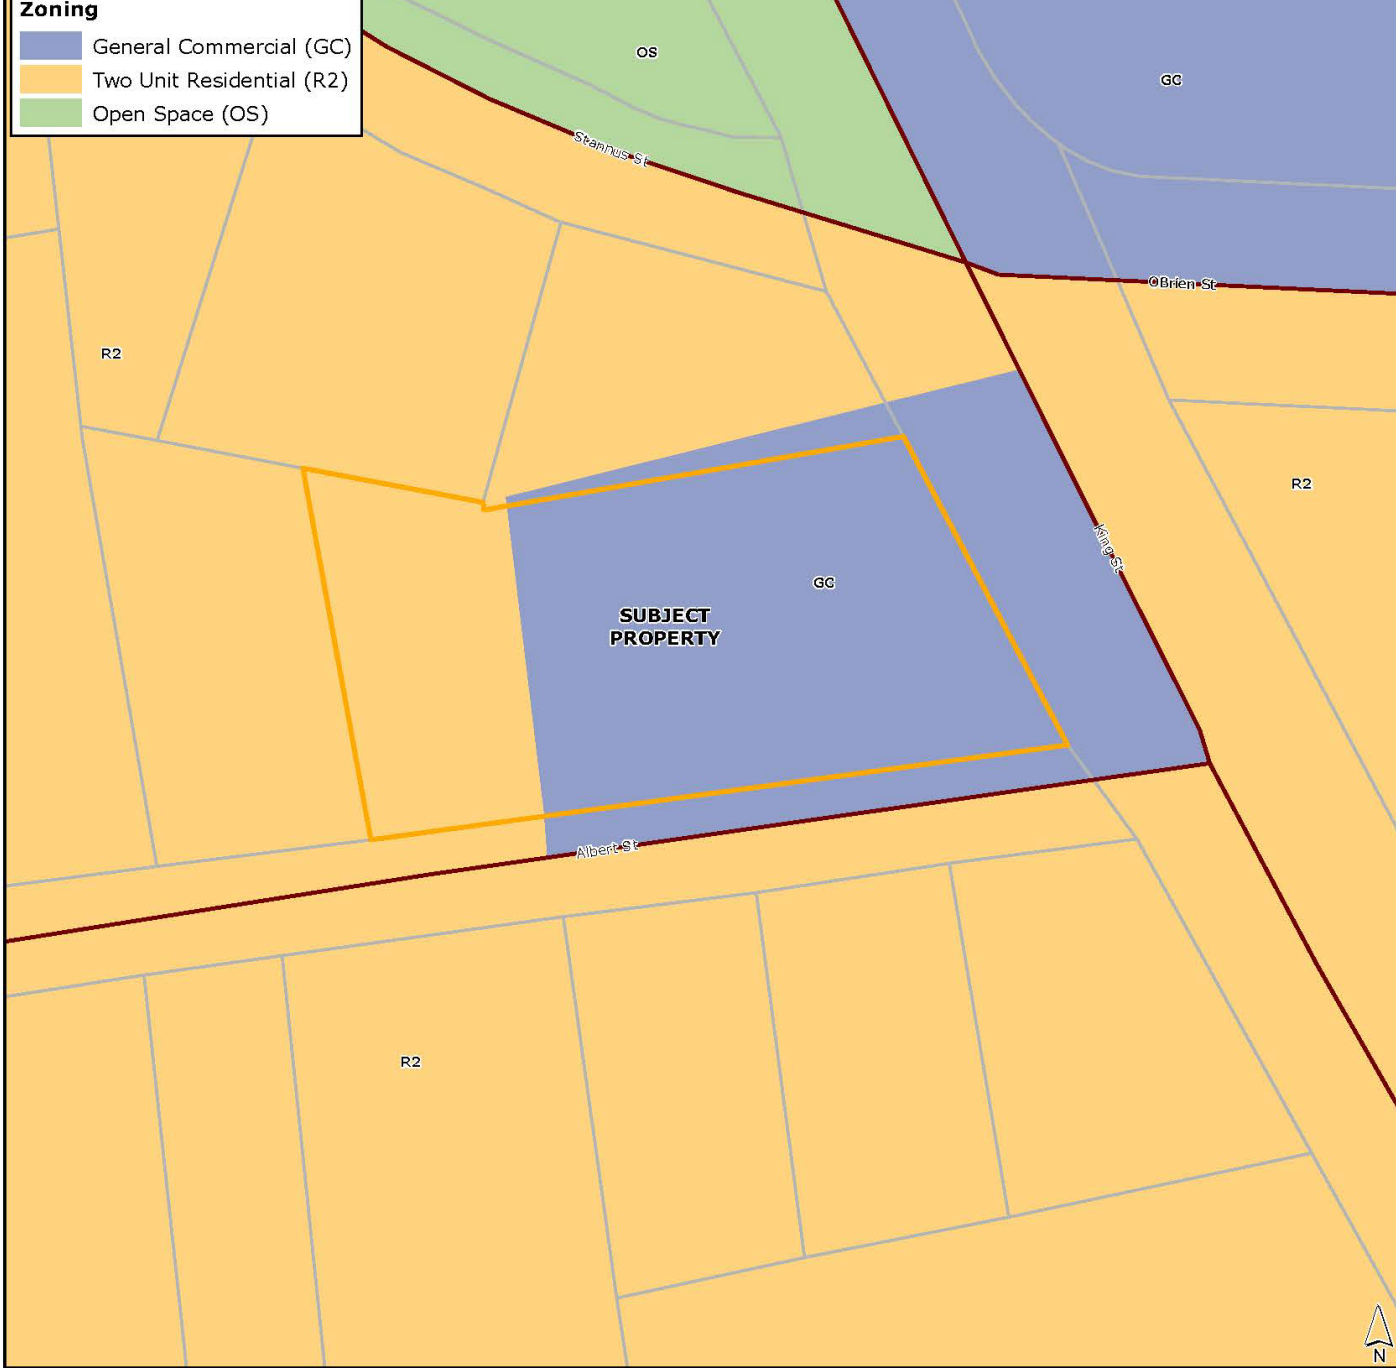 Zoning
General Commercial (GC)
Two Unit Residential (R2)
Open Space (OS)
OS
GC
Stannus St
OBrien St
R2
R2
King St
GC
SUBJECT
PROPERTY
Albert St
R2
N